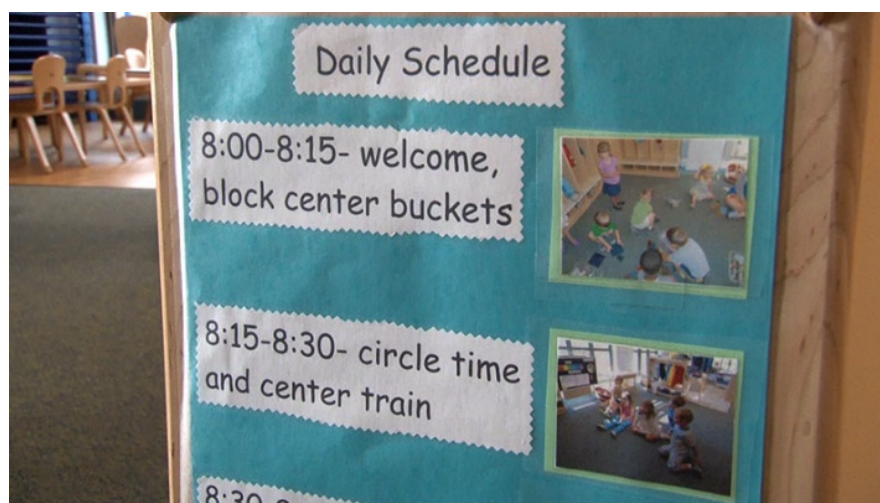 Daily Schedule
8:00-8:15- welcome,
block center buckets
8:15-8:30- circle time
and center train